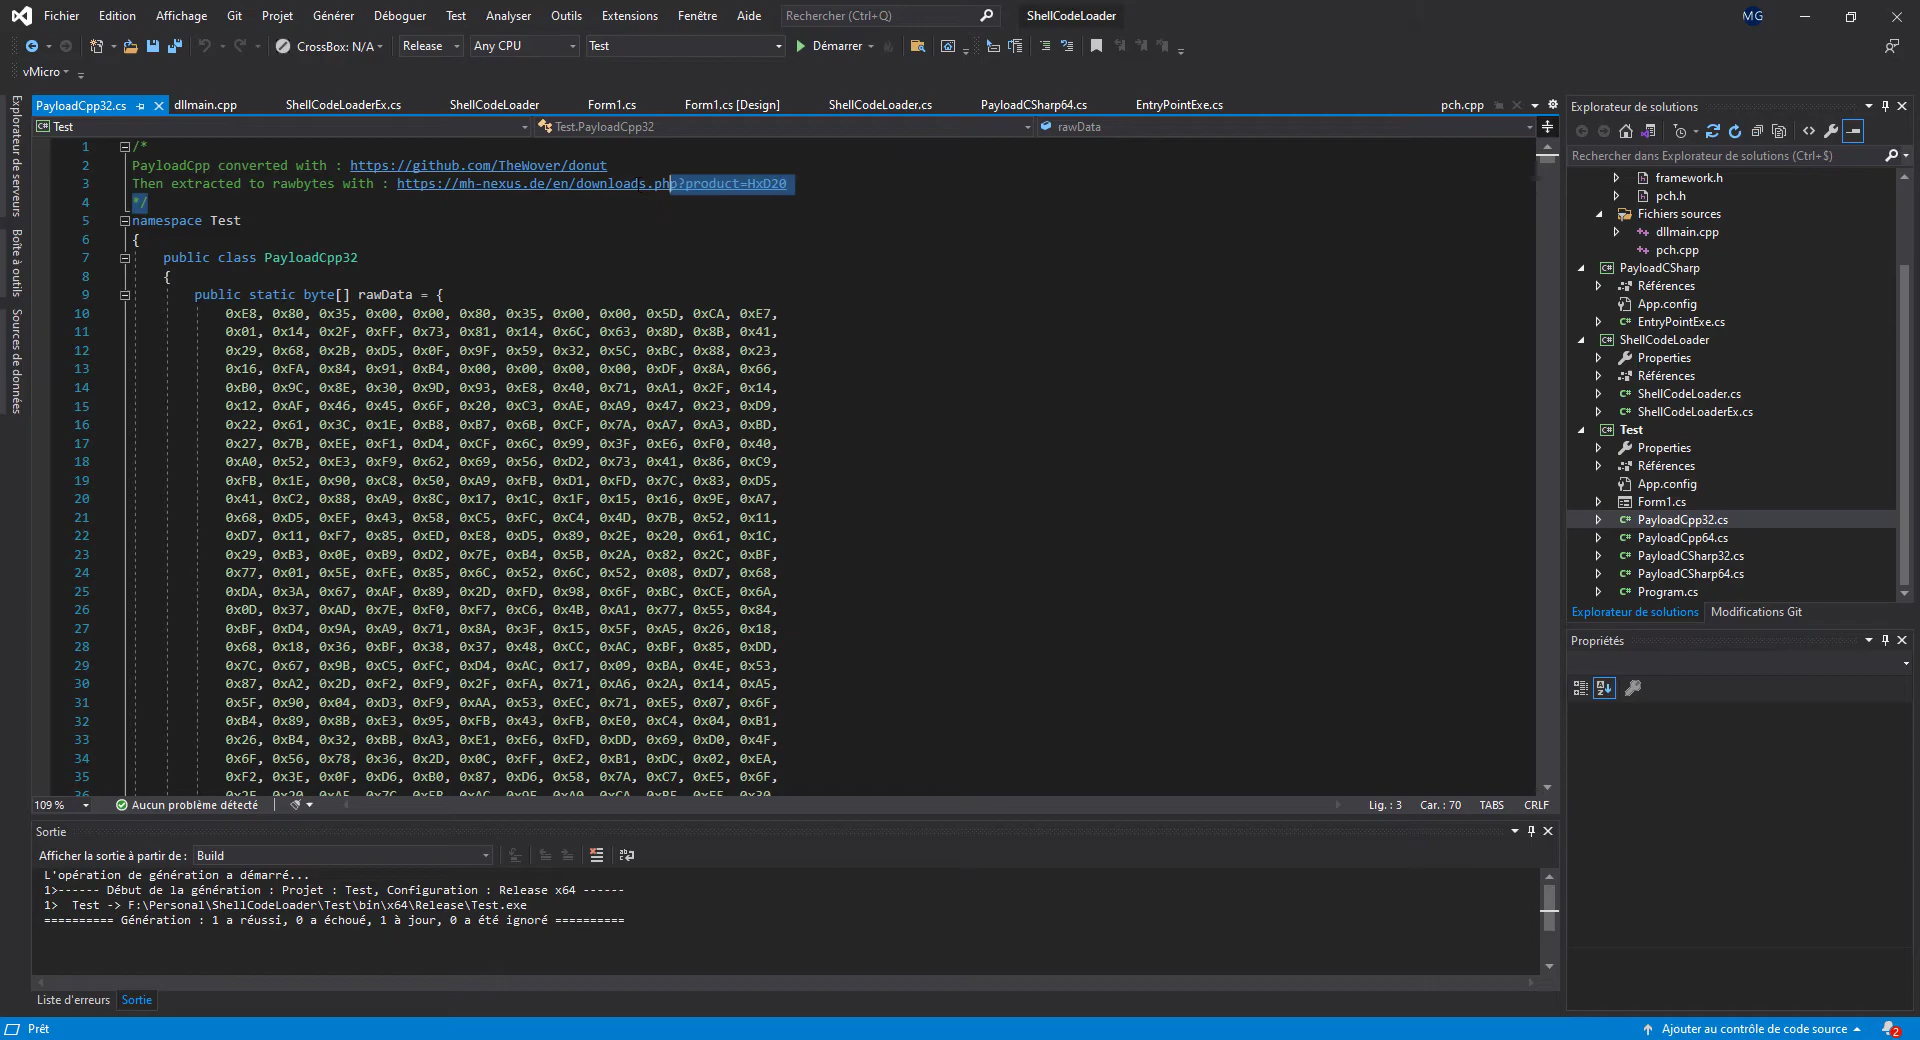 Fichier Edition Affichage Git Projet Générer Déboguer Test Analyser Outils Extensions Fenêtre Aide Rechercher (Ctrl+Q) ShellCodeLoader MG
CrossBox: N/A Release Any CPU Test Démarrer
vMicro
PayloadCpp32.cs dllmain.cpp ShellCodeLoaderEx.cs ShellCodeLoader Form1.cs Form1.cs [Design] ShellCodeLoader.cs PayloadCSharp64.cs EntryPointExe.cs pch.cpp
Test Test.PayloadCpp32 rawData
Explorateur de serveurs
Boîte à outils
Sources de données
1 /*
2 PayloadCpp converted with : https://github.com/TheWover/donut
3 Then extracted to rawbytes with : https://mh-nexus.de/en/downloads.php?product=HxD20
4 */
5 namespace Test
6 {
7 public class PayloadCpp32
8 {
9 public static byte[] rawData = {
10 0xE8, 0x80, 0x35, 0x00, 0x00, 0x80, 0x35, 0x00, 0x00, 0x5D, 0xCA, 0xE7,
11 0x01, 0x14, 0x2F, 0xFF, 0x73, 0x81, 0x14, 0x6C, 0x63, 0x8D, 0x8B, 0x41,
12 0x29, 0x68, 0x2B, 0xD5, 0x0F, 0x9F, 0x59, 0x32, 0x5C, 0xBC, 0x88, 0x23,
13 0x16, 0xFA, 0x84, 0x91, 0xB4, 0x00, 0x00, 0x00, 0x00, 0xDF, 0x8A, 0x66,
14 0xB0, 0x9C, 0x8E, 0x30, 0x9D, 0x93, 0xE8, 0x40, 0x71, 0xA1, 0x2F, 0x14,
15 0x12, 0xAF, 0x46, 0x45, 0x6F, 0x20, 0xC3, 0xAE, 0xA9, 0x47, 0x23, 0xD9,
16 0x22, 0x61, 0x3C, 0x1E, 0xB8, 0xB7, 0x6B, 0xCF, 0x7A, 0xA7, 0xA3, 0xBD,
17 0x27, 0x7B, 0xEE, 0xF1, 0xD4, 0xCF, 0x6C, 0x99, 0x3F, 0xE6, 0xF0, 0x40,
18 0xA0, 0x52, 0xE3, 0xF9, 0x62, 0x69, 0x56, 0xD2, 0x73, 0x41, 0x86, 0xC9,
19 0xFB, 0x1E, 0x90, 0xC8, 0x50, 0xA9, 0xFB, 0xD1, 0xFD, 0x7C, 0x83, 0xD5,
20 0x41, 0xC2, 0x88, 0xA9, 0x8C, 0x17, 0x1C, 0x1F, 0x15, 0x16, 0x9E, 0xA7,
21 0x68, 0xD5, 0xEF, 0x43, 0x58, 0xC5, 0xFC, 0xC4, 0x4D, 0x7B, 0x52, 0x11,
22 0xD7, 0x11, 0xF7, 0x85, 0xED, 0xE8, 0xD5, 0x89, 0x2E, 0x20, 0x61, 0x1C,
23 0x29, 0xB3, 0x0E, 0xB9, 0xD2, 0x7E, 0xB4, 0x5B, 0x2A, 0x82, 0x2C, 0xBF,
24 0x77, 0x01, 0x5E, 0xFE, 0x85, 0x6C, 0x52, 0x6C, 0x52, 0x08, 0xD7, 0x68,
25 0xDA, 0x3A, 0x67, 0xAF, 0x89, 0x2D, 0xFD, 0x98, 0x6F, 0xBC, 0xCE, 0x6A,
26 0x0D, 0x37, 0xAD, 0x7E, 0xF0, 0xF7, 0xC6, 0x4B, 0xA1, 0x77, 0x55, 0x84,
27 0xBF, 0xD4, 0x9A, 0xA9, 0x71, 0x8A, 0x3F, 0x15, 0x5F, 0xA5, 0x26, 0x18,
28 0x68, 0x18, 0x36, 0xBF, 0x38, 0x37, 0x48, 0xCC, 0xAC, 0xBF, 0x85, 0xDD,
29 0x7C, 0x67, 0x9B, 0xC5, 0xFC, 0xD4, 0xAC, 0x17, 0x09, 0xBA, 0x4E, 0x53,
30 0x87, 0xA2, 0x2D, 0xF2, 0xF9, 0x2F, 0xFA, 0x71, 0xA6, 0x2A, 0x14, 0xA5,
31 0x5F, 0x90, 0x04, 0xD3, 0xF9, 0xAA, 0x53, 0xEC, 0x71, 0xE5, 0x07, 0x6F,
32 0xB4, 0x89, 0x8B, 0xE3, 0x95, 0xFB, 0x43, 0xFB, 0xE0, 0xC4, 0x04, 0xB1,
33 0x26, 0xB4, 0x32, 0xBB, 0xA3, 0xE1, 0xE6, 0xFD, 0xDD, 0x69, 0xD0, 0x4F,
34 0x6F, 0x56, 0x78, 0x36, 0x2D, 0x0C, 0xFF, 0xE2, 0xB1, 0xDC, 0x02, 0xEA,
35 0xF2, 0x3E, 0x0F, 0xD6, 0xB0, 0x87, 0xD6, 0x58, 0x7A, 0xC7, 0xE5, 0x6F,
109 % Aucun problème détecté Lig. : 3 Car. : 70 TABS CRLF
Sortie
Afficher la sortie à partir de : Build
L'opération de génération a démarré...
1>------ Début de la génération : Projet : Test, Configuration : Release x64 ------
1> Test -> F:\Personal\ShellCodeLoader\Test\bin\x64\Release\Test.exe
========== Génération : 1 a réussi, 0 a échoué, 1 à jour, 0 a été ignoré ==========
Liste d'erreurs Sortie
Explorateur de solutions
Rechercher dans Explorateur de solutions (Ctrl+$)
framework.h
pch.h
Fichiers sources
dllmain.cpp
pch.cpp
PayloadCSharp
Références
App.config
EntryPointExe.cs
ShellCodeLoader
Properties
Références
ShellCodeLoader.cs
ShellCodeLoaderEx.cs
Test
Properties
Références
App.config
Form1.cs
PayloadCpp32.cs
PayloadCpp64.cs
PayloadCSharp32.cs
PayloadCSharp64.cs
Program.cs
Explorateur de solutions Modifications Git
Propriétés
Prêt Ajouter au contrôle de code source 2